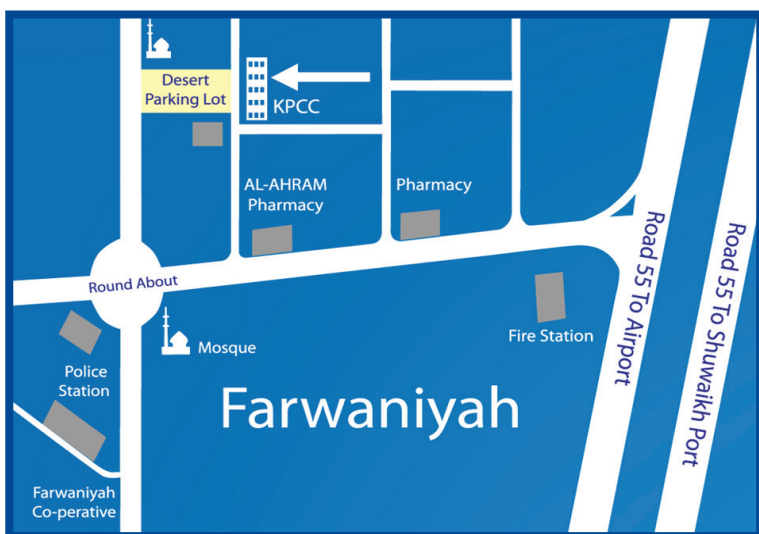 Desert
Parking Lot
KPCC
AL-AHRAM
Pharmacy
Pharmacy
Round About
Road 55 To Airport
Road 55 To Shuwaikh Port
Mosque
Fire Station
Police
Station
Farwaniyah
Farwaniyah
Co-perative